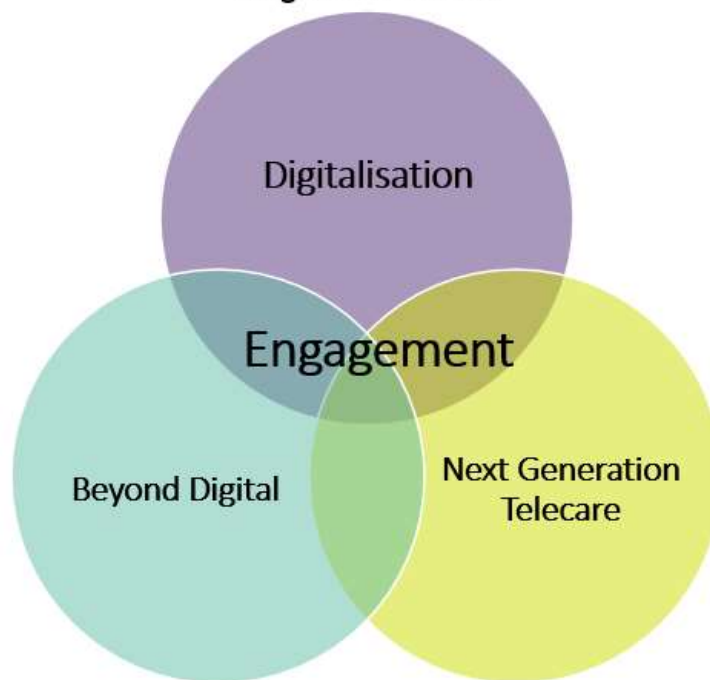 Digitalisation
Engagement
Beyond Digital
Next Generation
Telecare